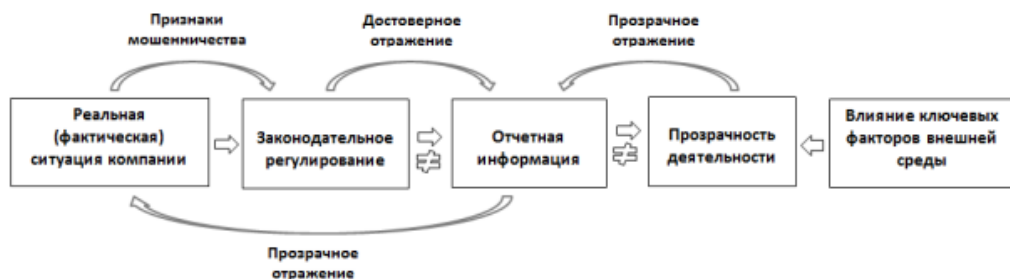 Признаки
мошенничества
Достоверное
отражение
Прозрачное
отражение
Реальная
(фактическая)
ситуация компании
Законодательное
регулирование
Отчетная
информация
Прозрачность
деятельности
Влияние ключевых
факторов внешней
среды
Прозрачное
отражение